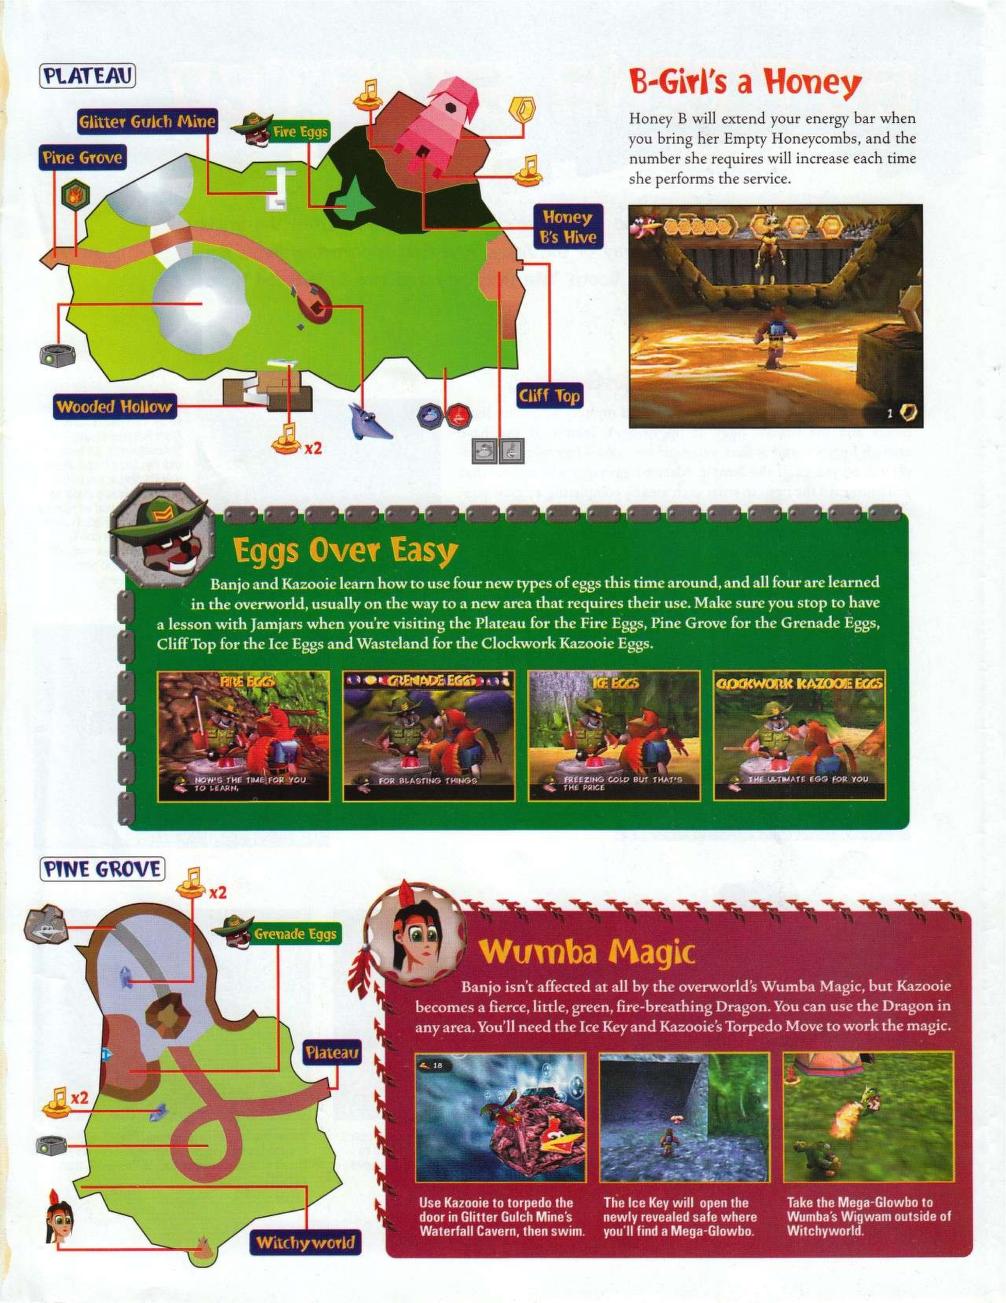 PLATEAU
Glitter Gulch Mine
Fire Eggs
Pine Grove
Honey
B's Hive
Cliff Top
Wooded Hollow
x2
B-Girl's a Honey
Honey B will extend your energy bar when
you bring her Empty Honeycombs, and the
number she requires will increase each time
she performs the service.
1
Eggs Over Easy
Banjo and Kazooie learn how to use four new types of eggs this time around, and all four are learned
in the overworld, usually on the way to a new area that requires their use. Make sure you stop to have
a lesson with Jamjars when you're visiting the Plateau for the Fire Eggs, Pine Grove for the Grenade Eggs,
Cliff Top for the Ice Eggs and Wasteland for the Clockwork Kazooie Eggs.
FIRE EGGS
NOW'S THE TIME FOR YOU
TO LEARN,
GRENADE EGGS
FOR BLASTING THINGS
ICE EGGS
FREEZING COLD BUT THAT'S
THE PRICE
CLOCKWORK KAZOOIE EGGS
THE ULTIMATE EGG FOR YOU
PINE GROVE
x2
Grenade Eggs
Plateau
x2
Witchyworld
Wumba Magic
Banjo isn't affected at all by the overworld's Wumba Magic, but Kazooie
becomes a fierce, little, green, fire-breathing Dragon. You can use the Dragon in
any area. You'll need the Ice Key and Kazooie's Torpedo Move to work the magic.
18
Use Kazooie to torpedo the
door in Glitter Gulch Mine's
Waterfall Cavern, then swim.
The Ice Key will open the
newly revealed safe where
you'll find a Mega-Glowbo.
Take the Mega-Glowbo to
Wumba's Wigwam outside of
Witchyworld.